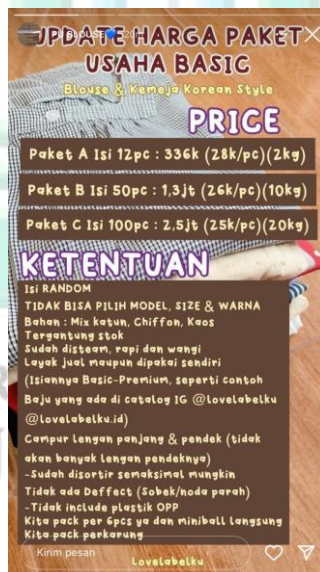 UPDATE HARGA PAKET
USAHA BASIC
Blouse & Kemeja Korean Style
PRICE
Paket A Isi 12pc : 336k (28k/pc)(2kg)
Paket B Isi 50pc : 1,3jt (26k/pc)(10kg)
Paket C Isi 100pc : 2,5jt (25k/pc)(20kg)
KETENTUAN
Isi RANDOM
TIDAK BISA PILIH MODEL, SIZE & WARNA
Bahan : Mix katun, Chiffon, Kaos
Tergantung stok
Sudah disteam, rapi dan wangi
Layak jual maupun dipakai sendiri
(Isiannya Basic-Premium, seperti contoh
Baju yang ada di catalog IG @lovelabelku
@lovelabelku.id)
Campur lengan panjang & pendek (tidak
akan banyak lengan pendeknya)
-Sudah disortir semaksimal mungkin
Tidak ada Deffect (Sobek/noda parah)
-Tidak include plastik OPP
Kita pack per 6pcs ya dan miniball langsung
Kita pack perkarung
Kirim pesan
Lovelabelku